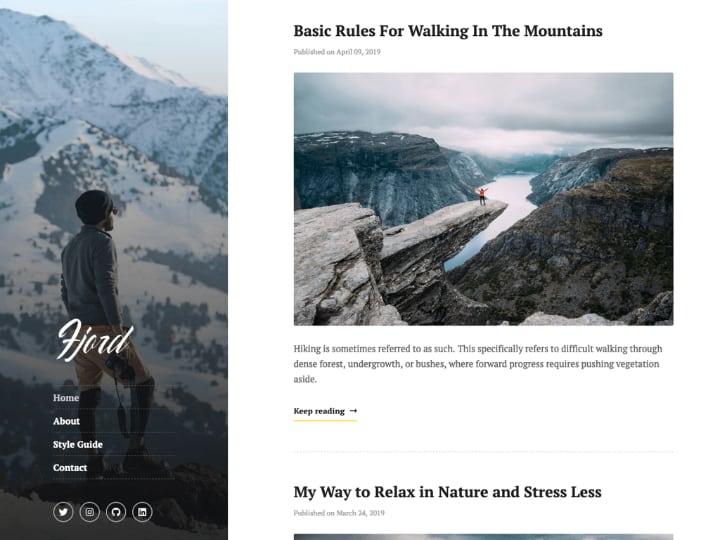 Fjord
Home
About
Style Guide
Contact
Basic Rules For Walking In The Mountains
Published on April 09, 2019
Hiking is sometimes referred to as such. This specifically refers to difficult walking through
dense forest, undergrowth, or bushes, where forward progress requires pushing vegetation
aside.
Keep reading →
My Way to Relax in Nature and Stress Less
Published on March 24, 2019